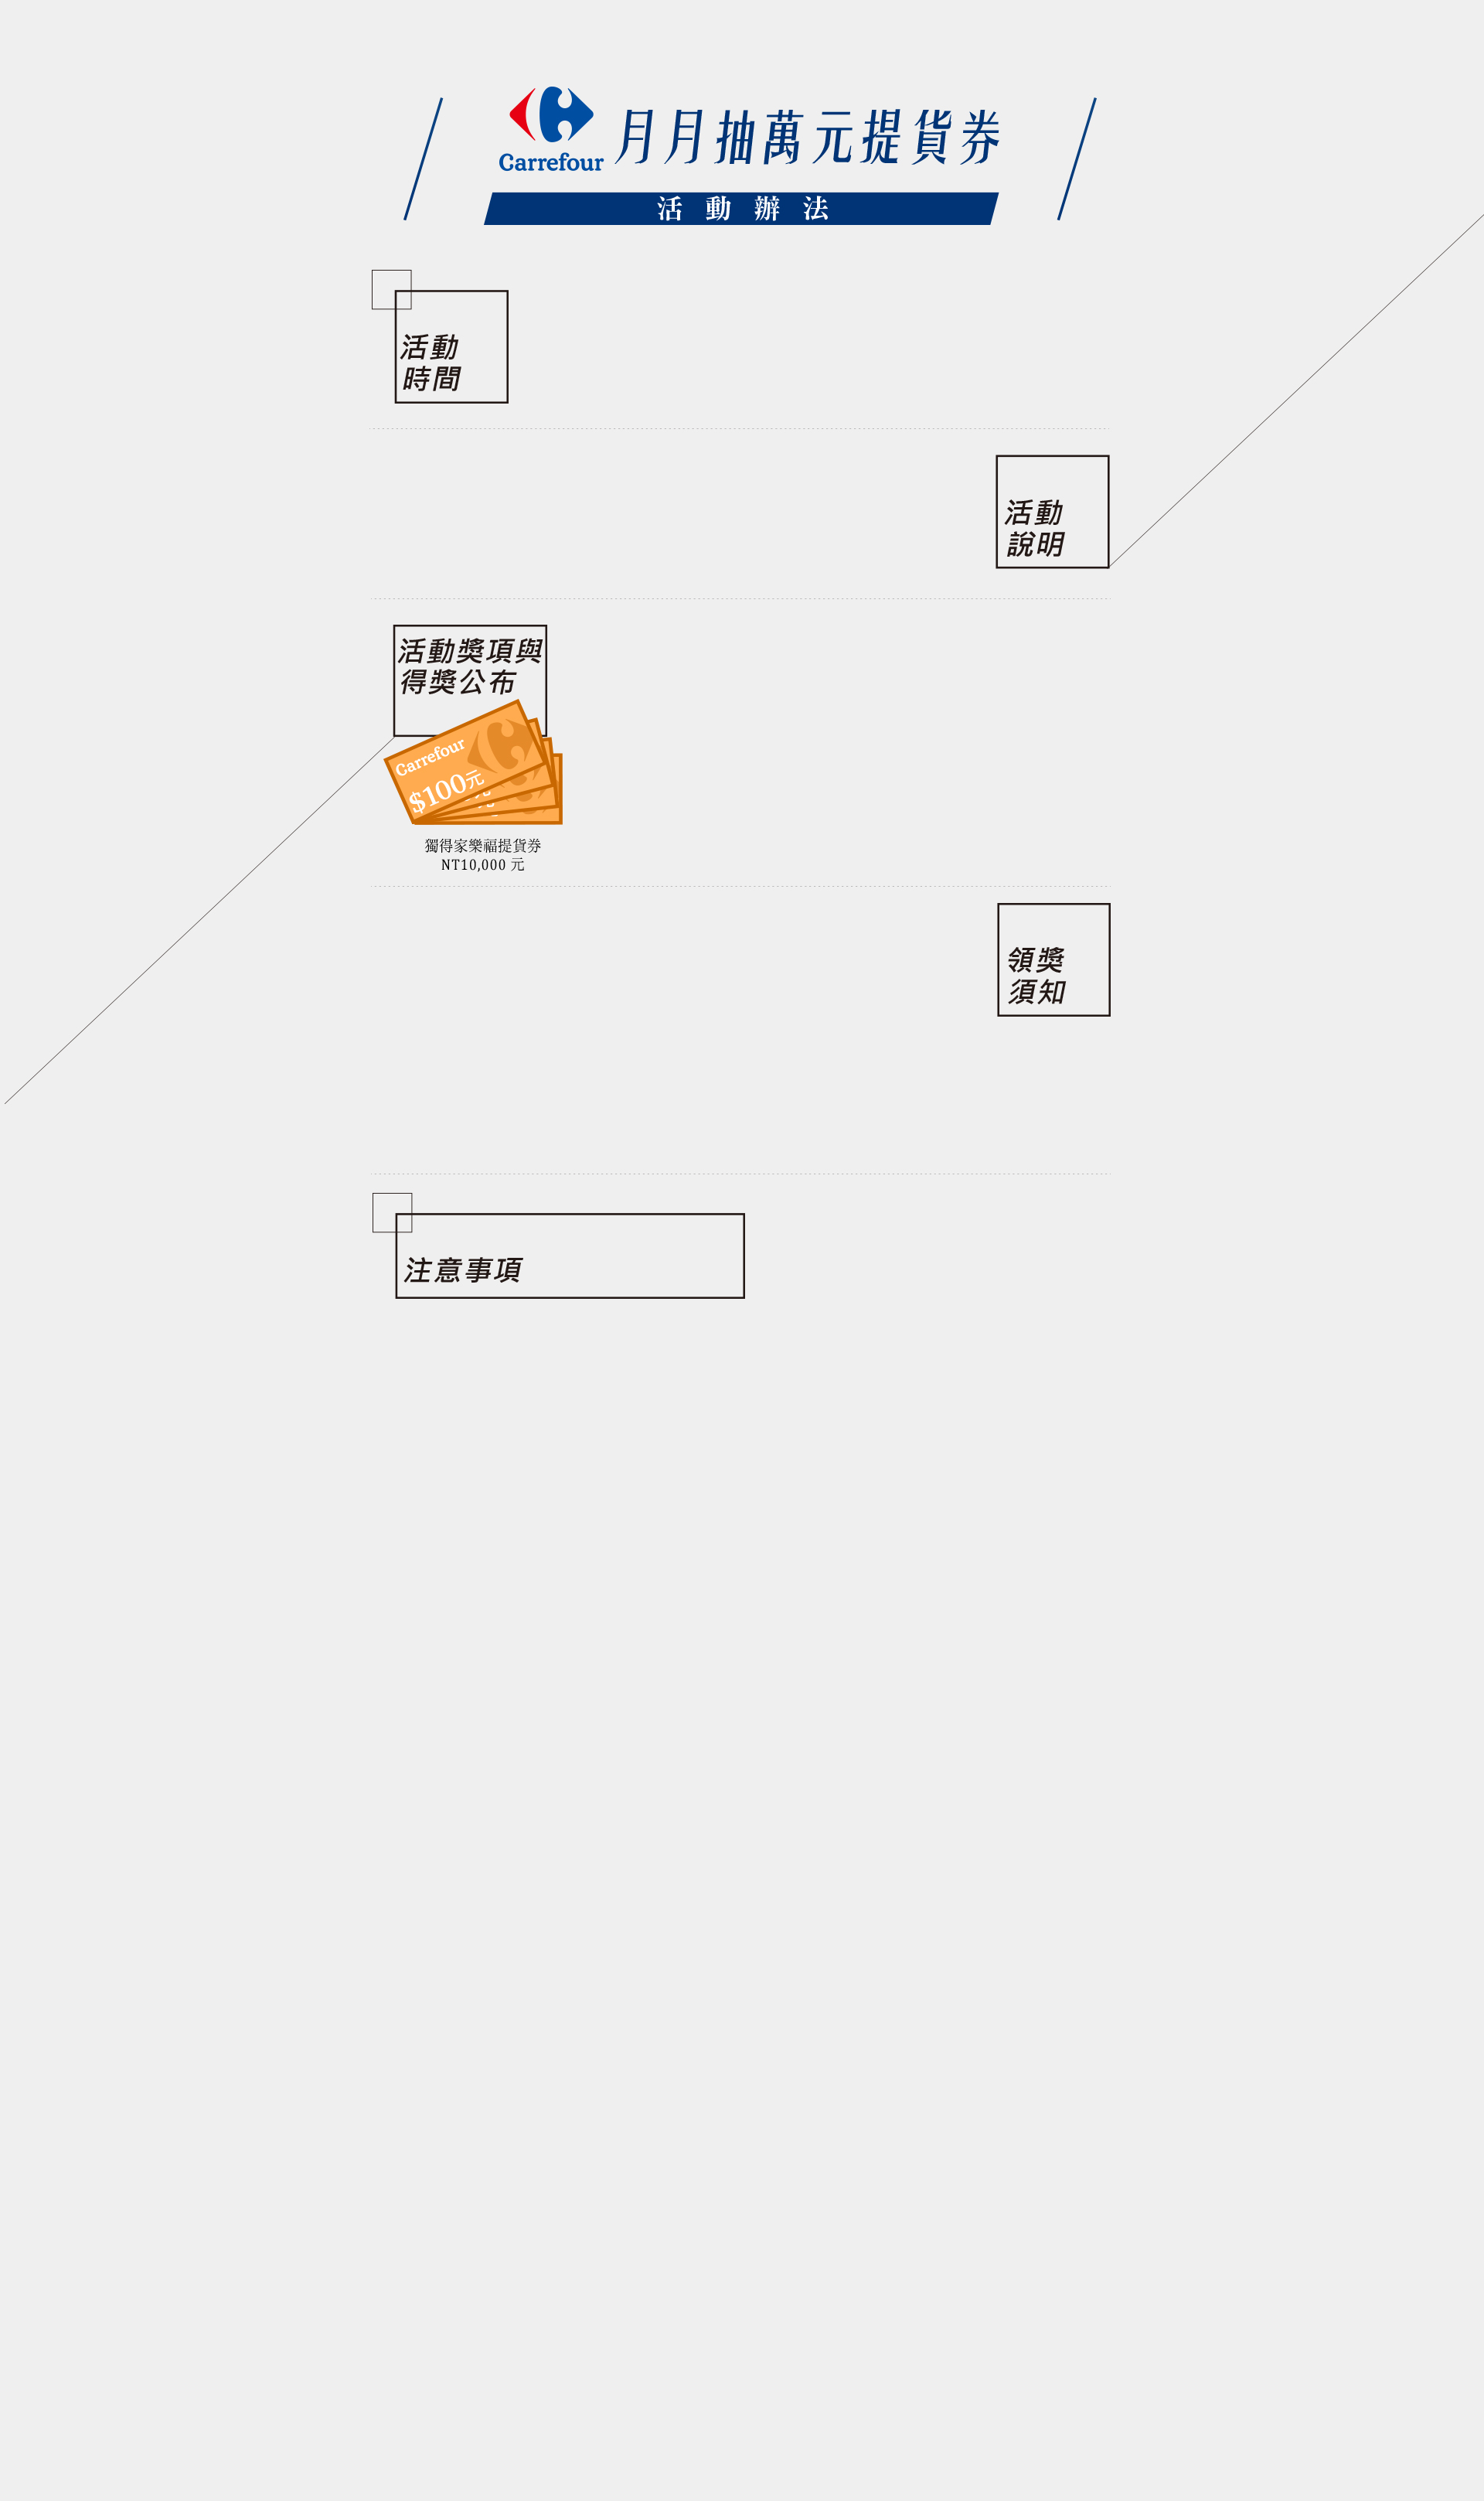 Carrefour
月月抽萬元提貨券
活動辦法
活動
時間
活動
說明
活動獎項與
得獎公布
Carrefour
$100元
獨得家樂福提貨券
NT10,000 元
領獎
須知
注意事項